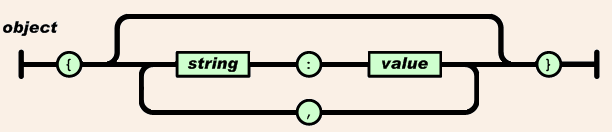 object
{ string : value }
,